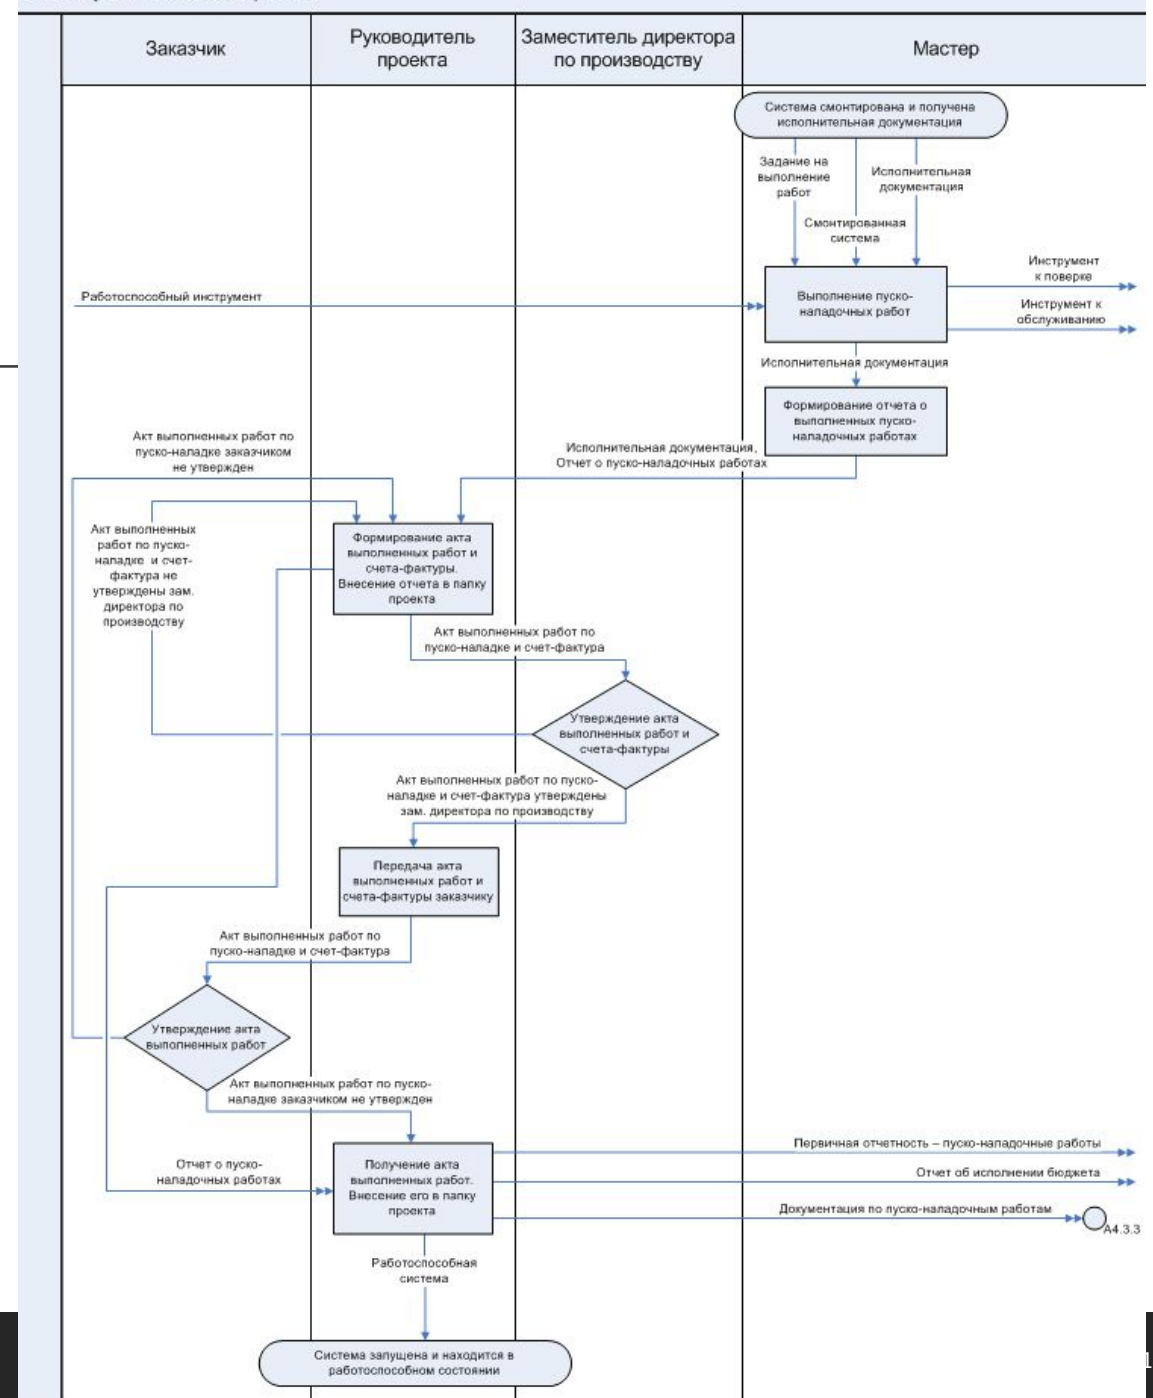 Заказчик
Руководитель
проекта
Заместитель директора
по производству
Мастер
Система смонтирована и получена
исполнительная документация
Задание на
выполнение
работ
Исполнительная
документация
Смонтированная
система
Инструмент
к поверке
Работоспособный инструмент
Выполнение пуско-
наладочных работ
Инструмент к
обслуживанию
Исполнительная документация
Формирование отчета о
выполненных пуско-
наладочных работах
Акт выполненных работ по
пуско-наладке заказчиком
не утвержден
Исполнительная документация,
Отчет о пуско-наладочных работах
Акт выполненных
работ по пуско-
наладке и счет-
фактура не
утверждены зам.
директора по
производству
Формирование акта
выполненных работ и
счета-фактуры.
Внесение отчета в папку
проекта
Акт выполненных работ по
пуско-наладке и счет-фактура
Утверждение акта
выполненных работ и
счета-фактуры
Акт выполненных работ по пуско-
наладке и счет-фактура утверждены
зам. директора по производству
Передача акта
выполненных работ и
счета-фактуры заказчику
Акт выполненных работ по
пуско-наладке и счет-фактура
Утверждение акта
выполненных работ
Акт выполненных работ по пуско-
наладке заказчиком не утвержден
Первичная отчетность – пуско-наладочные работы
Отчет о пуско-
наладочных работах
Получение акта
выполненных работ.
Внесение его в папку
проекта
Отчет об исполнении бюджета
Документация по пуско-наладочным работам
А4.3.3
Работоспособная
система
Система запущена и находится в
работоспособном состоянии